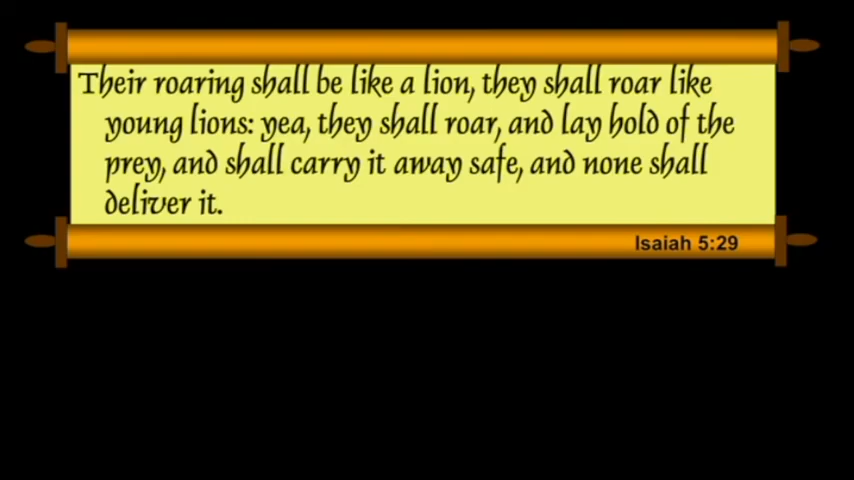 Their roaring shall be like a lion, they shall roar like
young lions: yea, they shall roar, and lay hold of the
prey, and shall carry it away safe, and none shall
deliver it.
Isaiah 5:29